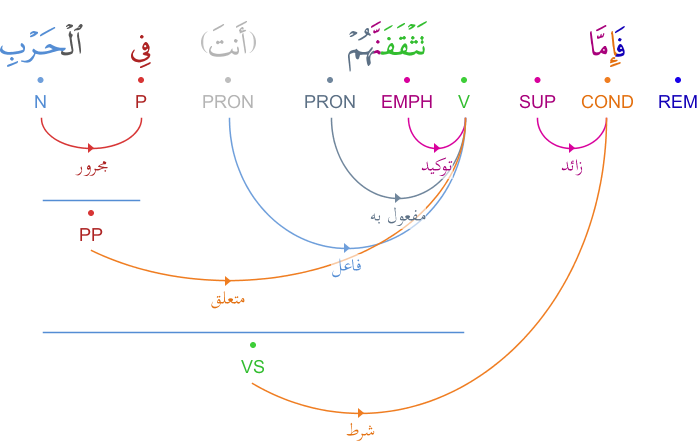 فَإِمَّا تَثْقَفَنَّهُمْ (أَنتَ) فِى ٱلْحَرْبِ
N P PRON PRON EMPH V SUP COND REM
مجرور توكيد زائد
مفعول به
PP
فاعل
متعلق
VS
شرط